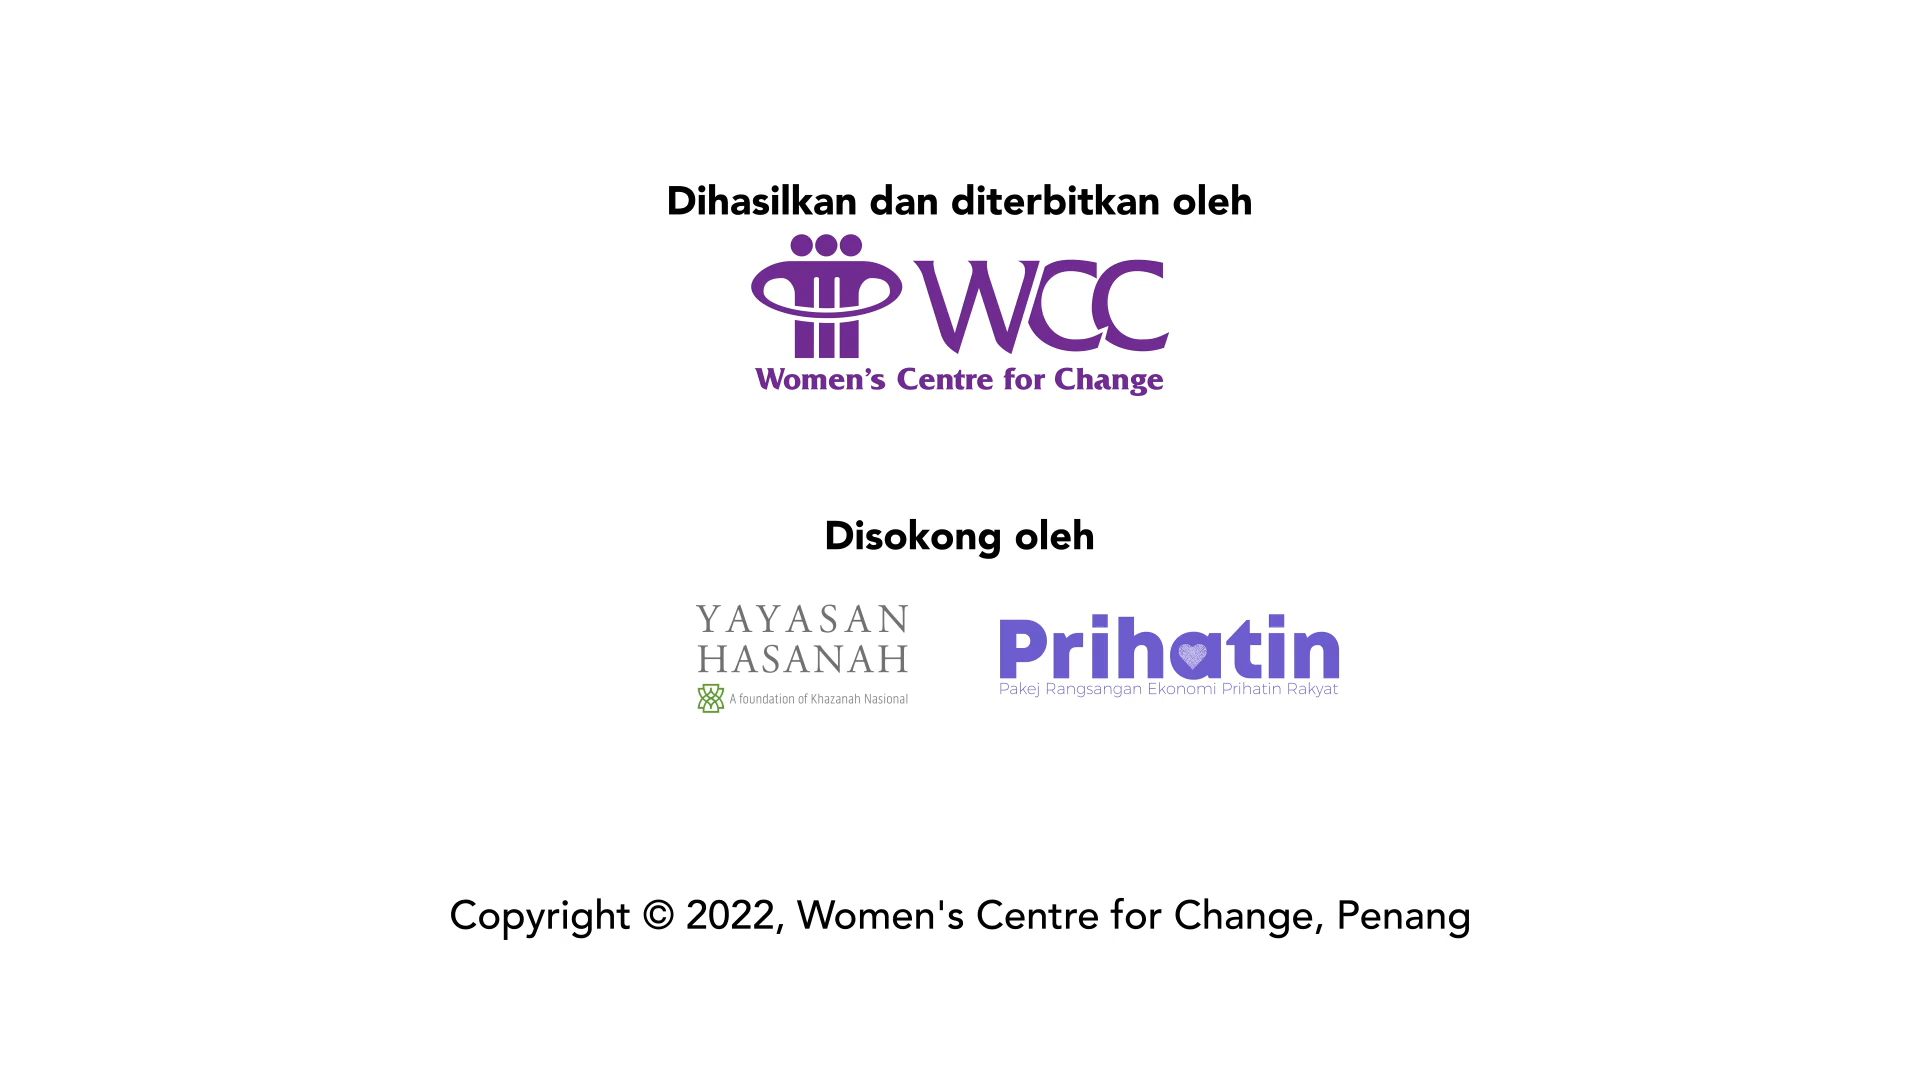 Dihasilkan dan diterbitkan oleh
WCC
Women’s Centre for Change
Disokong oleh
YAYASAN
HASANAH
A foundation of Khazanah Nasional
Prihatin
Pakej Rangsangan Ekonomi Prihatin Rakyat
Copyright © 2022, Women's Centre for Change, Penang